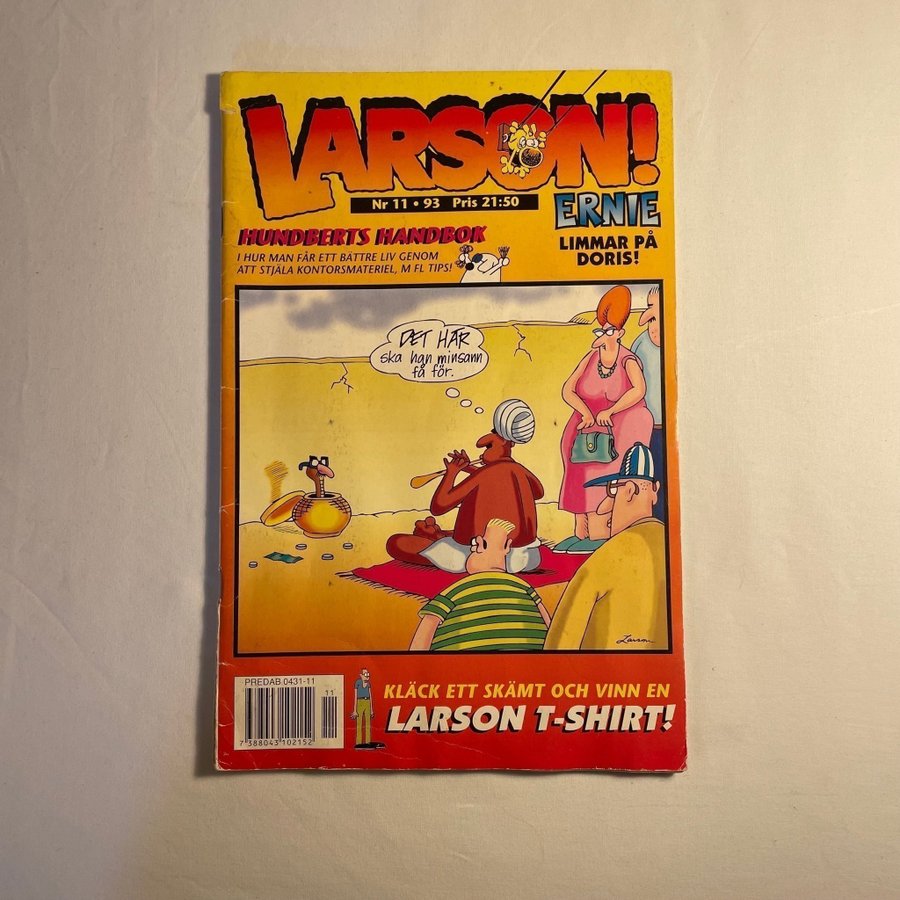 LARSON!
Nr 11 • 93 Pris 21:50
ERNIE
LIMMAR PÅ
DORIS!
HUNDBERTS HANDBOK
I HUR MAN FÅR ETT BÄTTRE LIV GENOM
ATT STJÄLA KONTORSMATERIEL, M FL TIPS!
DET HÄR
ska han minsann
få för.
Larson
PREDAB 0431-11
11
7 388043 102152
KLÄCK ETT SKÄMT OCH VINN EN
LARSON T-SHIRT!